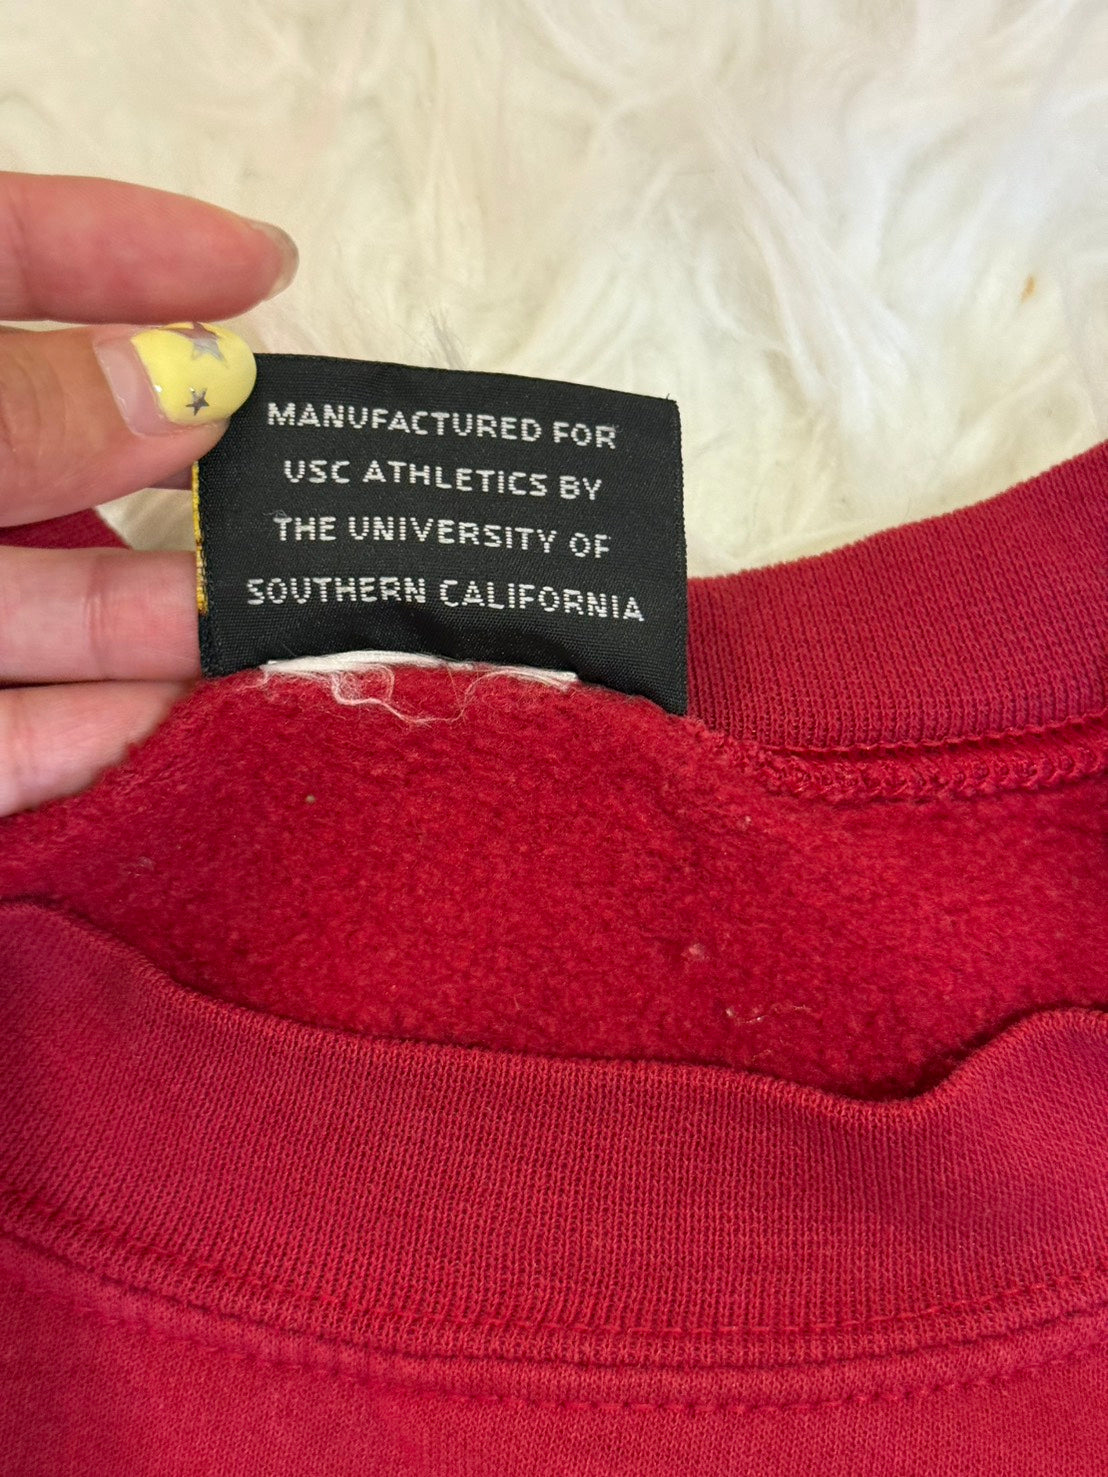 MANUFACTURED FOR
USC ATHLETICS BY
THE UNIVERSITY OF
SOUTHERN CALIFORNIA